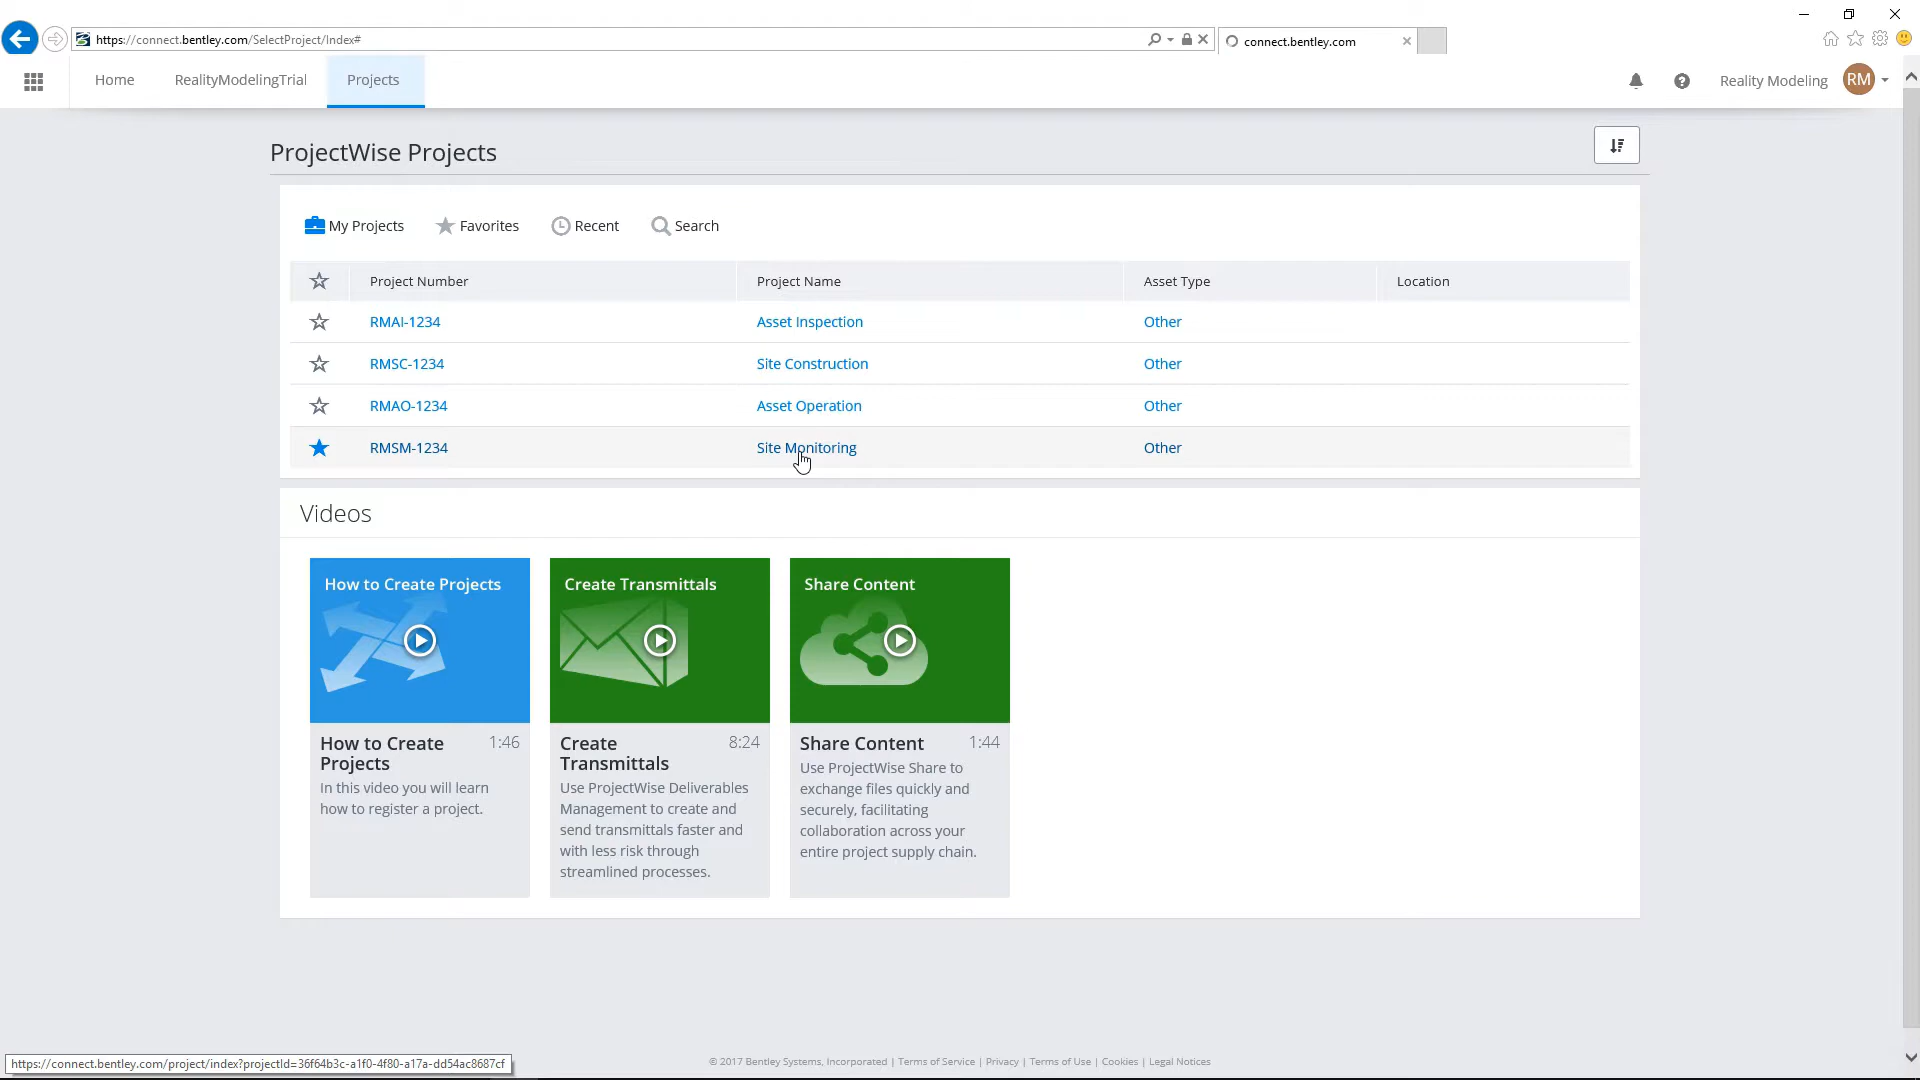 https://connect.bentley.com/SelectProject/Index#
connect.bentley.com
Home
RealityModelingTrial
Projects
Reality Modeling
RM
ProjectWise Projects
My Projects
Favorites
Recent
Search
Project Number
Project Name
Asset Type
Location
RMAI-1234
Asset Inspection
Other
RMSC-1234
Site Construction
Other
RMAO-1234
Asset Operation
Other
RMSM-1234
Site Monitoring
Other
Videos
How to Create Projects
How to Create
Projects
1:46
In this video you will learn
how to register a project.
Create Transmittals
Create
Transmittals
8:24
Use ProjectWise Deliverables
Management to create and
send transmittals faster and
with less risk through
streamlined processes.
Share Content
Share Content
1:44
Use ProjectWise Share to
exchange files quickly and
securely, facilitating
collaboration across your
entire project supply chain.
© 2017 Bentley Systems, Incorporated | Terms of Service | Privacy | Terms of Use | Cookies | Legal Notices
https://connect.bentley.com/project/index?projectId=36f64b3c-a1f0-4f80-a17a-dd54ac8687cf